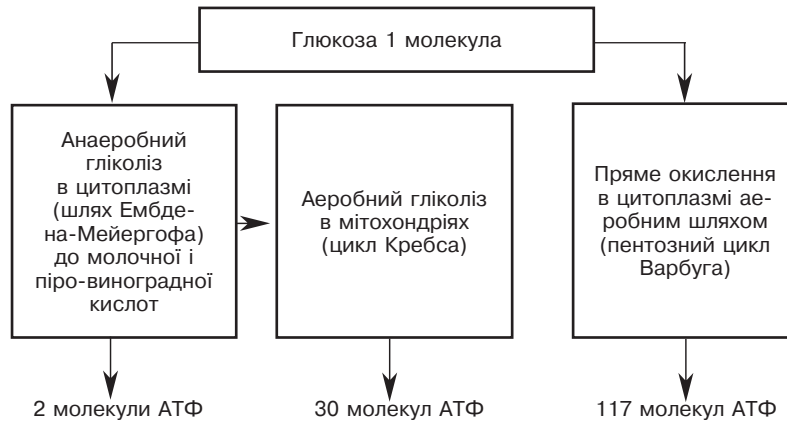 Глюкоза 1 молекула
Анаеробний
гліколіз
в цитоплазмі
(шлях Ембде-
на-Мейергофа)
до молочної і
піро-виноградної
кислот
Аеробний гліколіз
в мітохондріях
(цикл Кребса)
Пряме окислення
в цитоплазмі ае-
робним шляхом
(пентозний цикл
Варбуга)
2 молекули АТФ
30 молекул АТФ
117 молекул АТФ